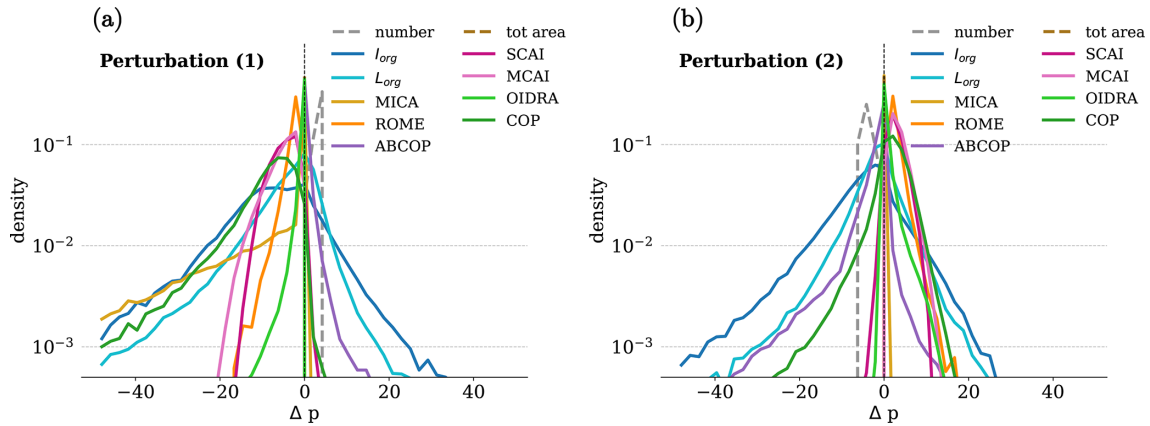 (a)
Perturbation (1)
number
I_org
L_org
MICA
ROME
ABCOP
tot area
SCAI
MCAI
OIDRA
COP
density
10⁻¹
10⁻²
10⁻³
−40
−20
0
20
40
Δ p
(b)
Perturbation (2)
number
I_org
L_org
MICA
ROME
ABCOP
tot area
SCAI
MCAI
OIDRA
COP
density
10⁻¹
10⁻²
10⁻³
−40
−20
0
20
40
Δ p